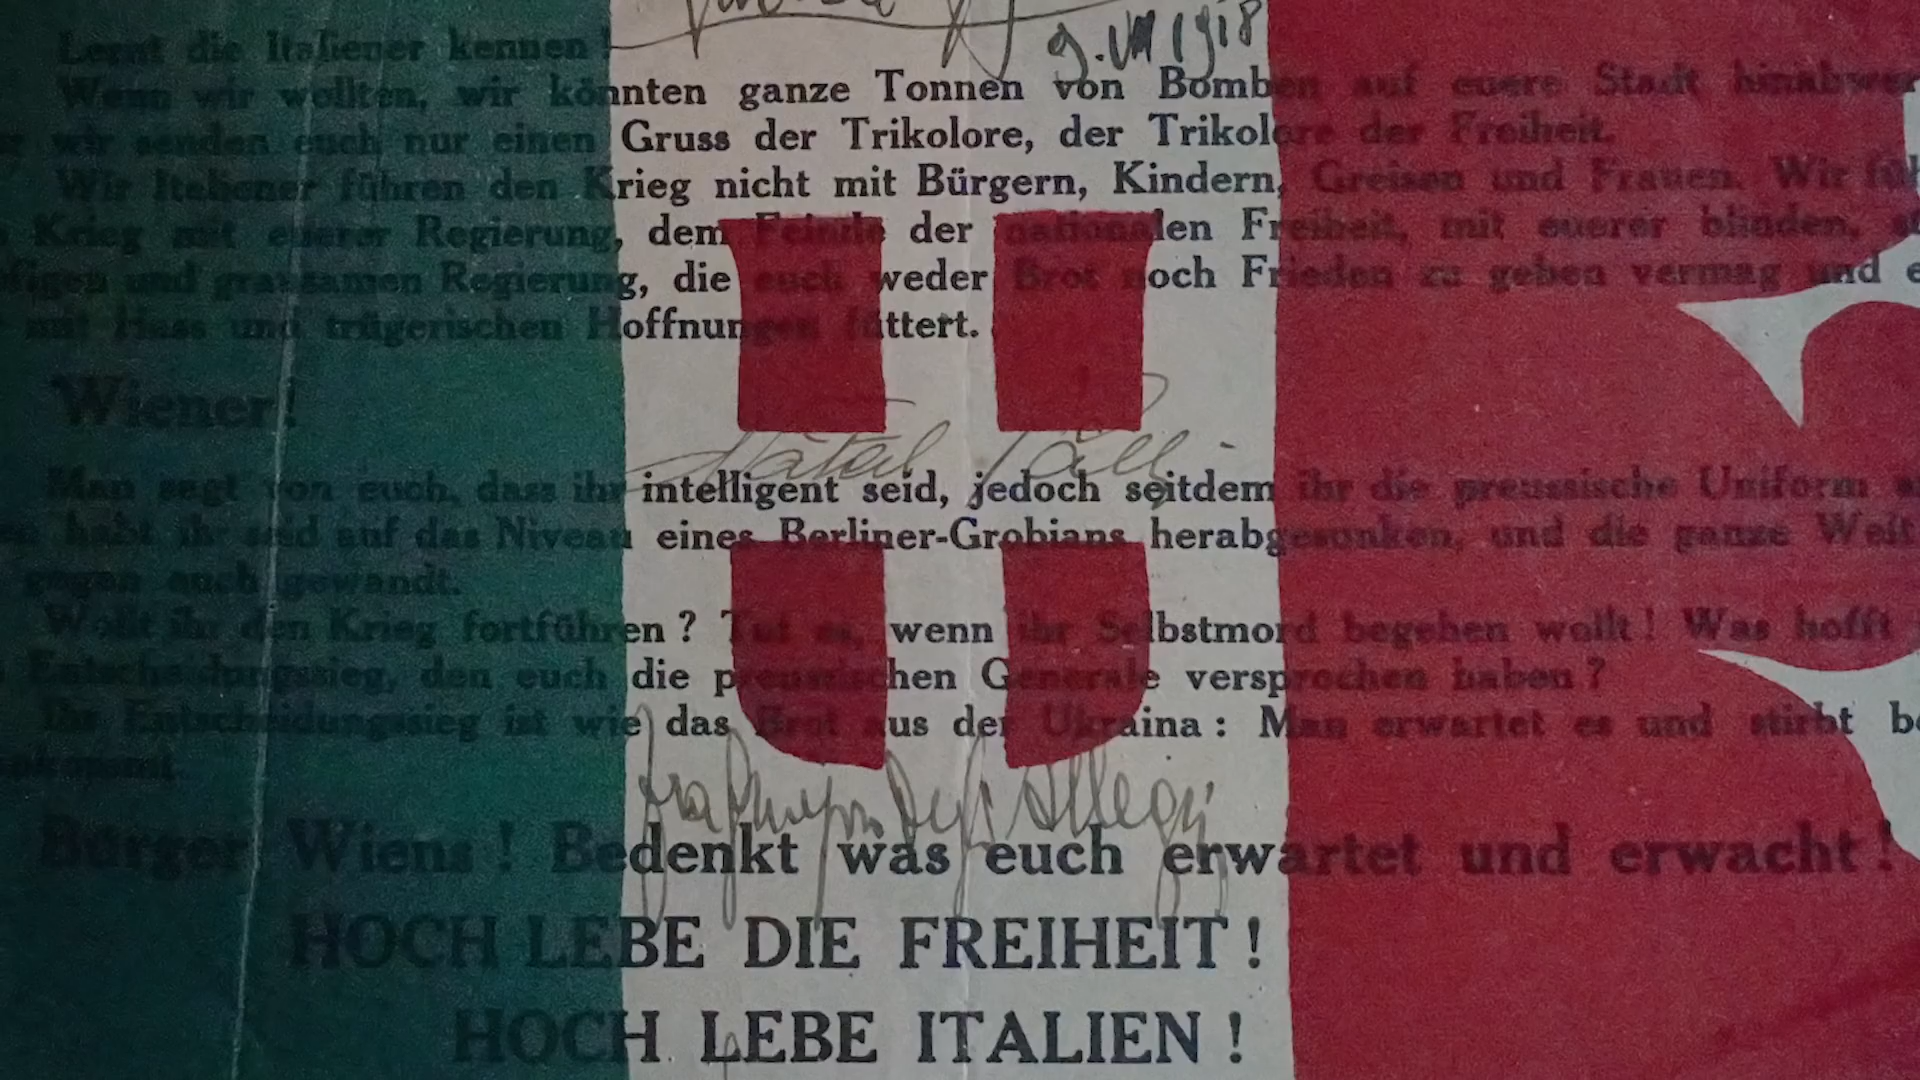 9.VIII 1918
Lernt die Italiener kennen!
Wenn wir wollten, wir könnten ganze Tonnen von Bomben auf euere Stadt hinabwer
wir senden euch nur einen Gruss der Trikolore, der Trikolore der Freiheit.
Wir Italiener führen den Krieg nicht mit Bürgern, Kindern, Greisen und Frauen. Wir füh
Krieg mit euerer Regierung, dem Feinde der nationalen Freiheit, mit euerer blinden,
figen und grausamen Regierung, die euch weder Brot noch Frieden zu geben vermag und e
mit Hass und trügerischen Hoffnungen füttert.
Wiener!
Man sagt von euch, dass ihr intelligent seid, jedoch seitdem ihr die preussische Uniform
habt ihr seid auf das Niveau eines Berliner-Grobians herabgesunken, und die ganze Welt
gegen euch gewandt.
Natale Palli
Wollt ihr den Krieg fortführen? Tut es, wenn ihr Selbstmord begehen wollt! Was hofft
Entscheidungssieg, den euch die preussischen Generale versprochen haben?
Ihr Entscheidungssieg ist wie das Brot aus der Ukraina: Man erwartet es und stirbt be
Bürger Wiens! Bedenkt was euch erwartet und erwacht!
HOCH LEBE DIE FREIHEIT!
HOCH LEBE ITALIEN!